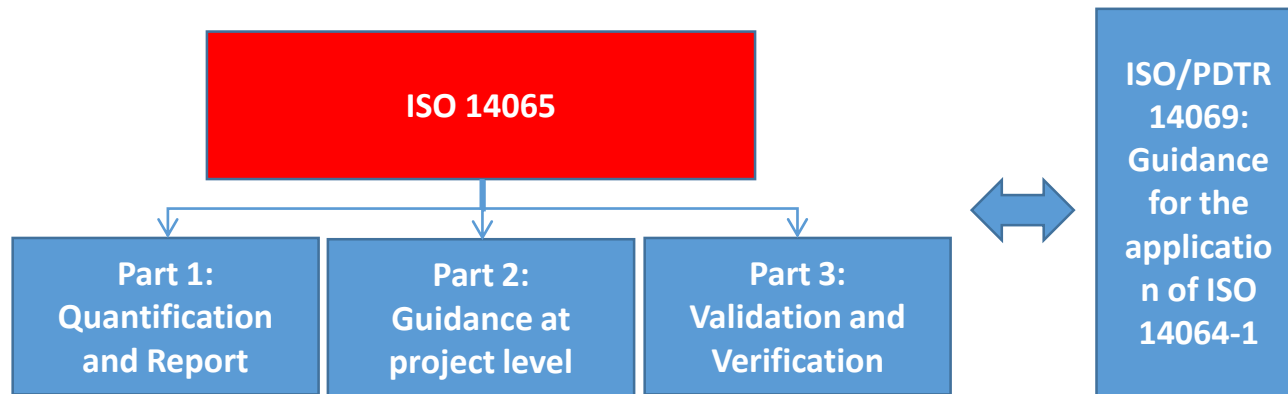 ISO 14065
Part 1:
Quantification
and Report
Part 2:
Guidance at
project level
Part 3:
Validation and
Verification
ISO/PDTR
14069:
Guidance
for the
applicatio
n of ISO
14064-1